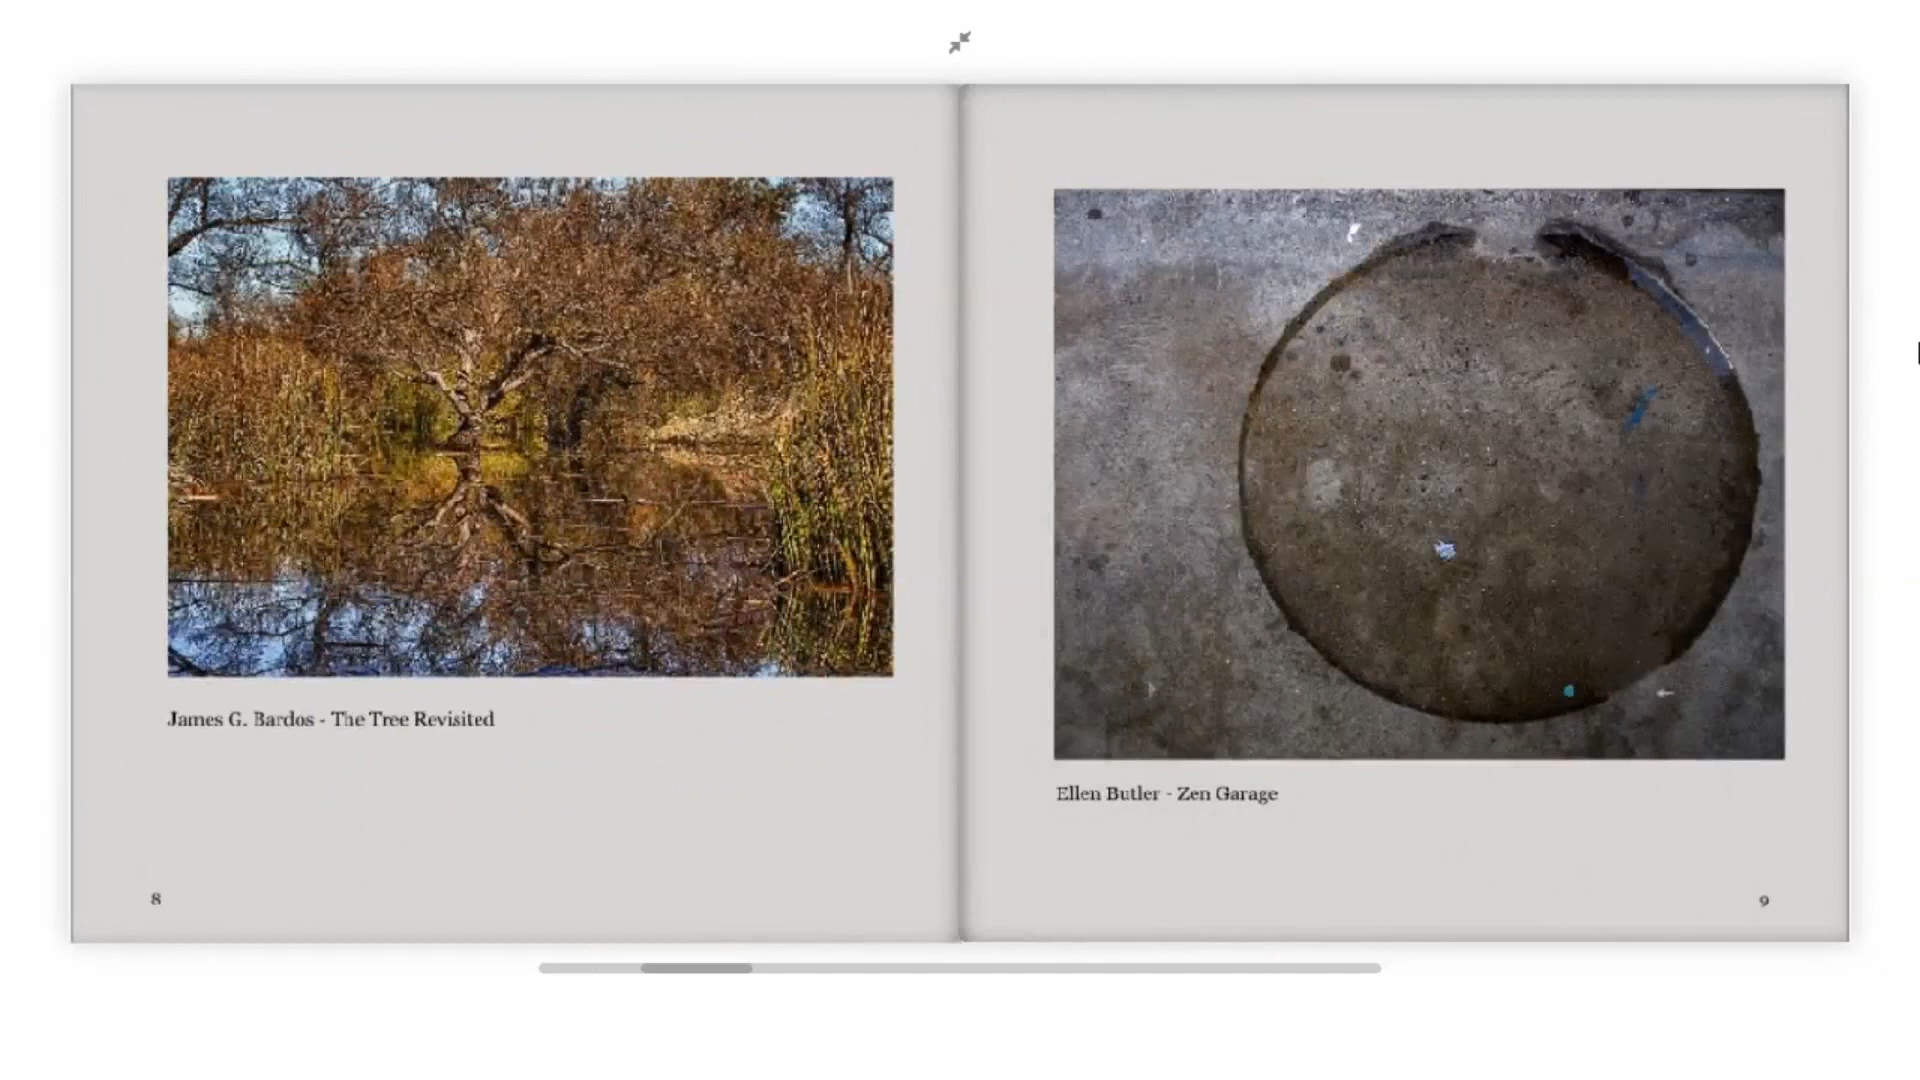 James G. Bardos - The Tree Revisited
8
Ellen Butler - Zen Garage
9